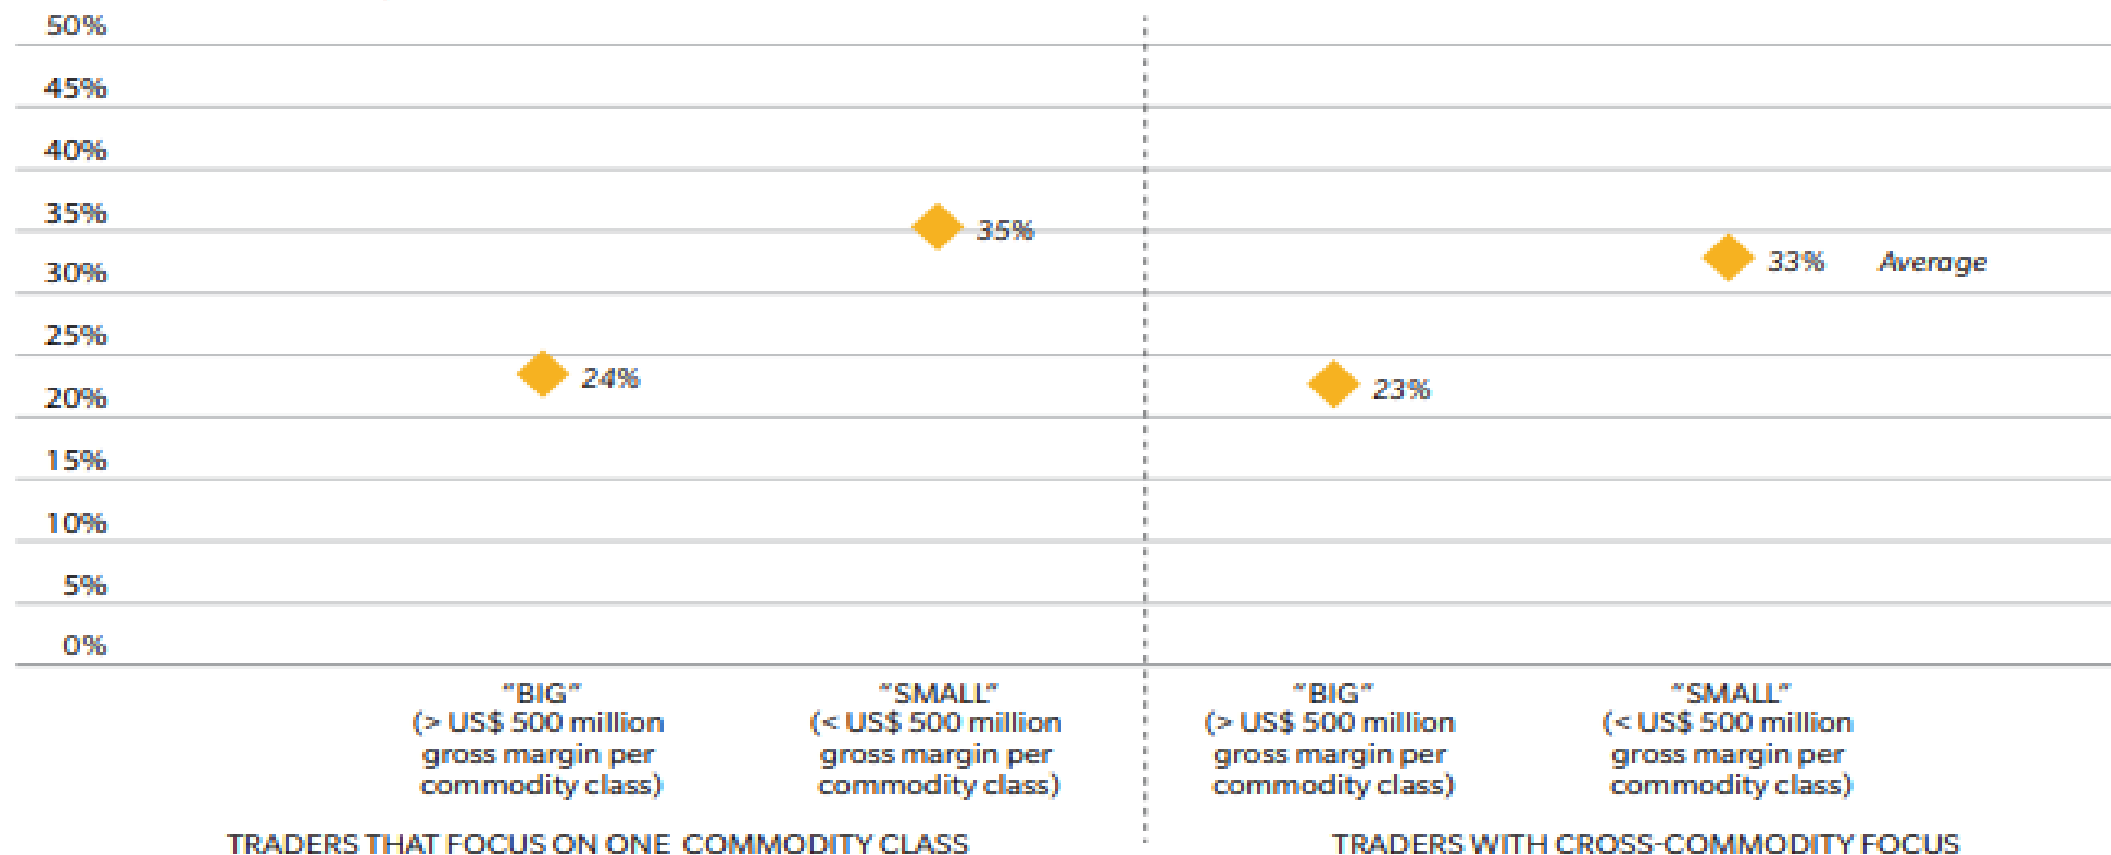 50%
45%
40%
35%
35%
33% Average
30%
25%
24%
23%
20%
15%
10%
5%
0%
"BIG"
(> US$ 500 million
gross margin per
commodity class)
"SMALL"
(< US$ 500 million
gross margin per
commodity class)
"BIG"
(> US$ 500 million
gross margin per
commodity class)
"SMALL"
(< US$ 500 million
gross margin per
commodity class)
TRADERS THAT FOCUS ON ONE COMMODITY CLASS
TRADERS WITH CROSS-COMMODITY FOCUS